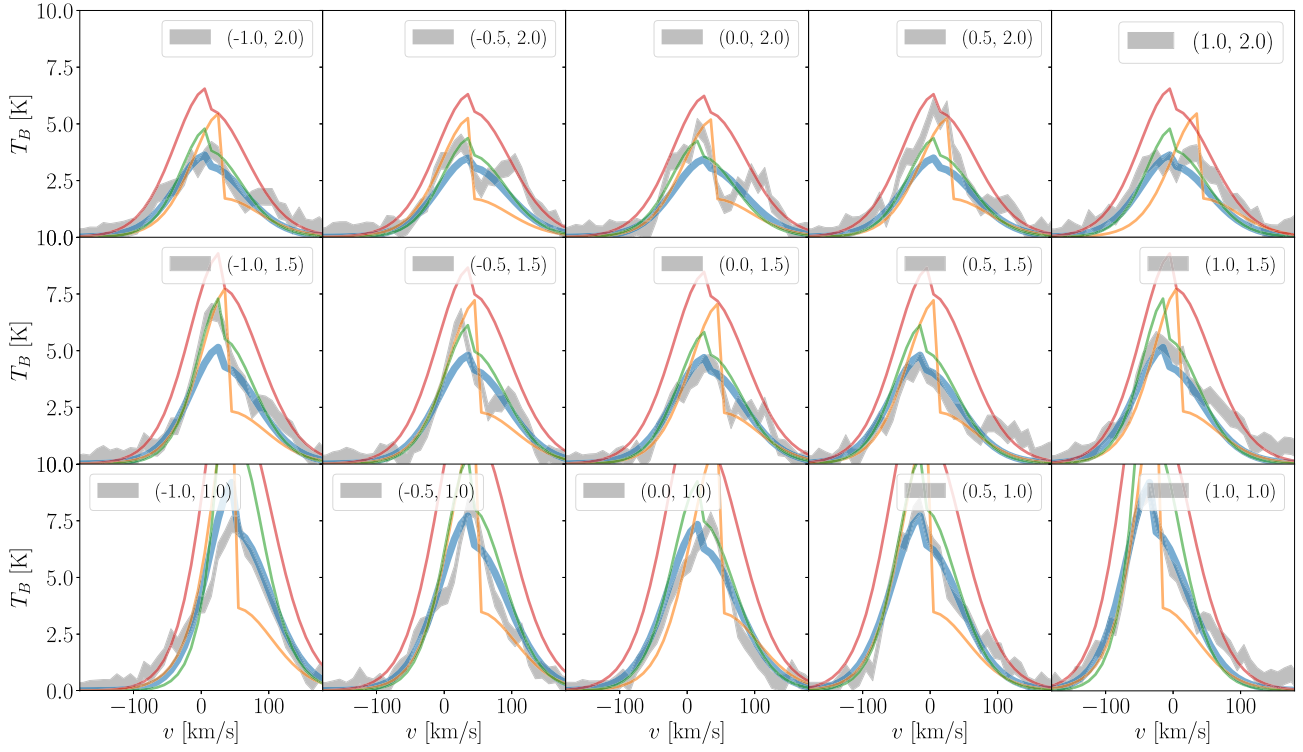 10.0
(-1.0, 2.0) (-0.5, 2.0) (0.0, 2.0) (0.5, 2.0) (1.0, 2.0)
7.5
5.0
T_B [K]
2.5
10.0
(-1.0, 1.5) (-0.5, 1.5) (0.0, 1.5) (0.5, 1.5) (1.0, 1.5)
7.5
5.0
T_B [K]
2.5
10.0
(-1.0, 1.0) (-0.5, 1.0) (0.0, 1.0) (0.5, 1.0) (1.0, 1.0)
7.5
5.0
T_B [K]
2.5
0.0
−100 0 100 −100 0 100 −100 0 100 −100 0 100 −100 0 100
v [km/s] v [km/s] v [km/s] v [km/s] v [km/s]